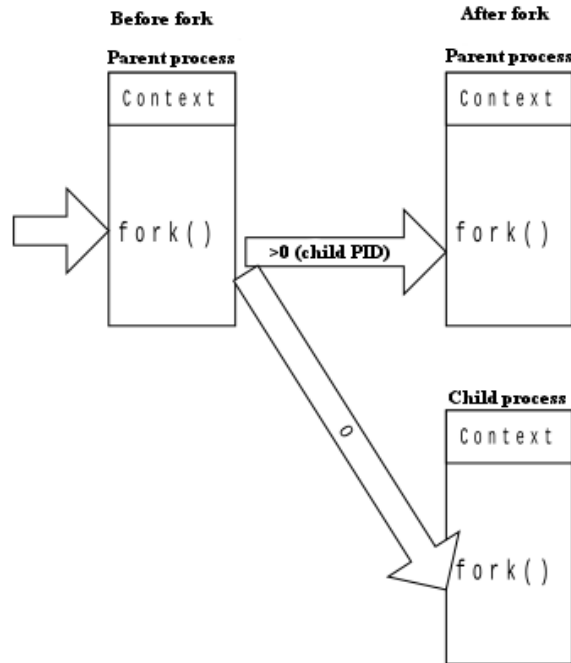 Before fork
After fork
Parent process
Parent process
Context
Context
fork()
>0 (child PID)
fork()
0
Child process
Context
fork()